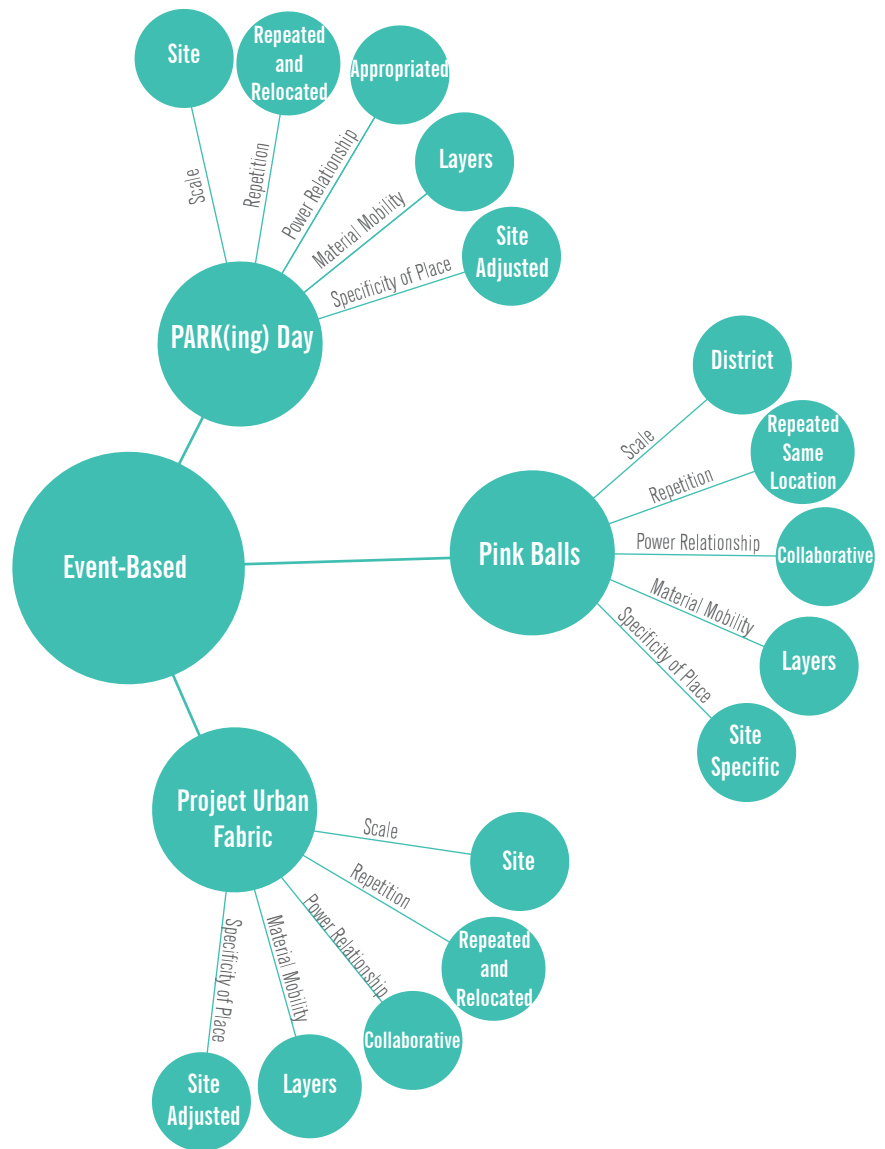 Site
Repeated
and
Relocated
Appropriated
Layers
Site
Adjusted
Scale
Repetition
Power Relationship
Material Mobility
Specificity of Place
PARK(ing) Day
Event-Based
Pink Balls
Scale
Repetition
Power Relationship
Material Mobility
Specificity of Place
District
Repeated
Same
Location
Collaborative
Layers
Site
Specific
Project Urban
Fabric
Scale
Repetition
Power Relationship
Material Mobility
Specificity of Place
Site
Repeated
and
Relocated
Collaborative
Layers
Site
Adjusted